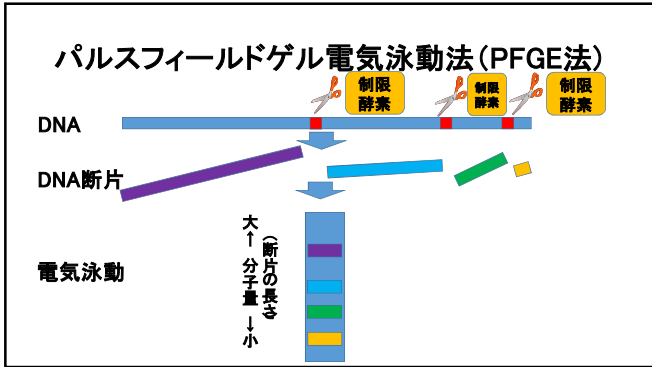 パルスフィールドゲル電気泳動法(PFGE法)
制限
酵素
制限
酵素
制限
酵素
DNA
DNA断片
電気泳動
(断片の長さ)
大← 分子量 →小